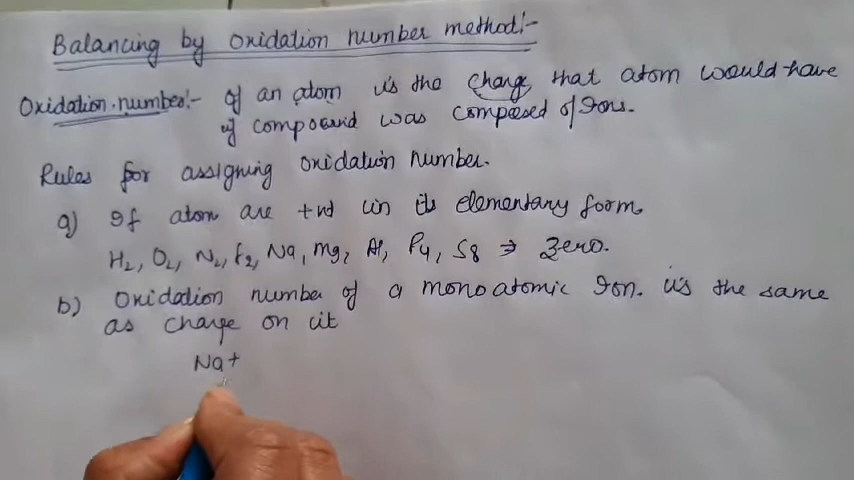 Balancing by Oxidation number method:-
Oxidation number:- of an atom is the charge that atom would have
if compound was composed of Ions.
Rules for assigning oxidation number.
a) If atom are +nt in its elementary form.
H2, O2, N2, F2, Na, Mg, Al, P4, S8 ⇒ Zero.
b) Oxidation number of a monoatomic Ion. is the same
as charge on it
Na+